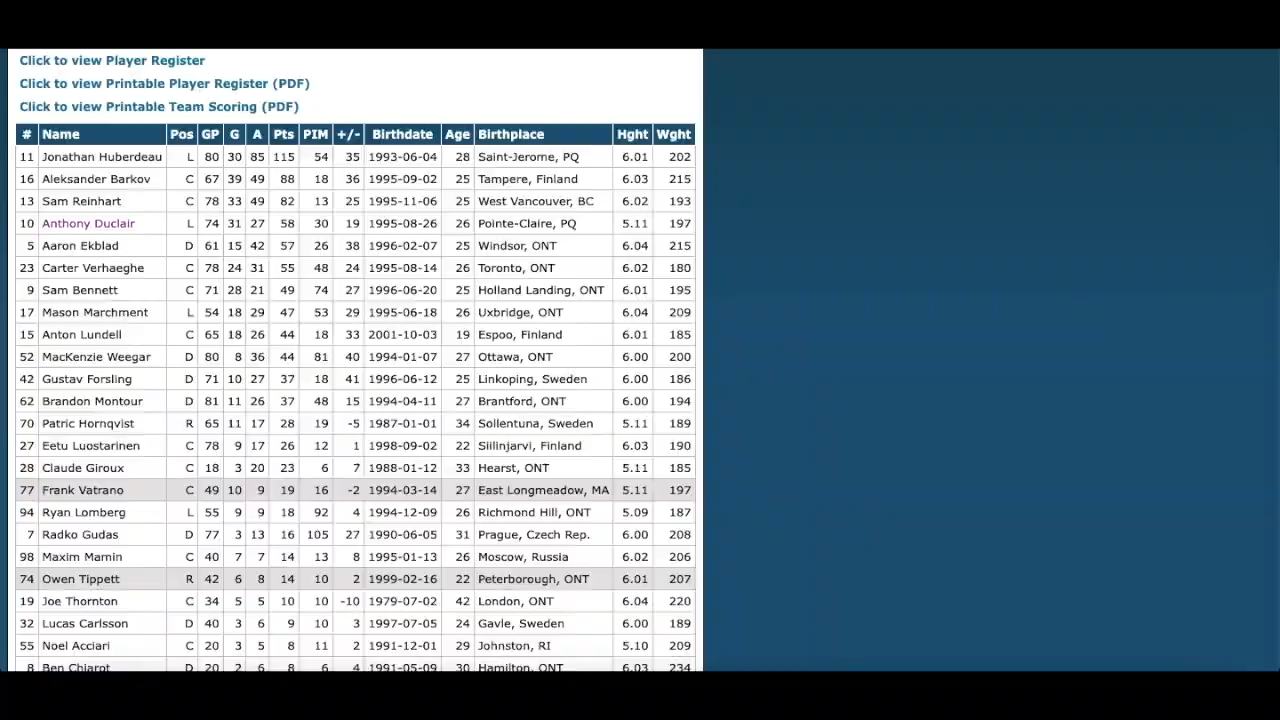 Click to view Player Register
Click to view Printable Player Register (PDF)
Click to view Printable Team Scoring (PDF)
# Name Pos GP G A Pts PIM +/- Birthdate Age Birthplace Hght Wght
11 Jonathan Huberdeau L 80 30 85 115 54 35 1993-06-04 28 Saint-Jerome, PQ 6.01 202
16 Aleksander Barkov C 67 39 49 88 18 36 1995-09-02 25 Tampere, Finland 6.03 215
13 Sam Reinhart C 78 33 49 82 13 25 1995-11-06 25 West Vancouver, BC 6.02 193
10 Anthony Duclair L 74 31 27 58 30 19 1995-08-26 26 Pointe-Claire, PQ 5.11 197
5 Aaron Ekblad D 61 15 42 57 26 38 1996-02-07 25 Windsor, ONT 6.04 215
23 Carter Verhaeghe C 78 24 31 55 48 24 1995-08-14 26 Toronto, ONT 6.02 180
9 Sam Bennett C 71 28 21 49 74 27 1996-06-20 25 Holland Landing, ONT 6.01 195
17 Mason Marchment L 54 18 29 47 53 29 1995-06-18 26 Uxbridge, ONT 6.04 209
15 Anton Lundell C 65 18 26 44 18 33 2001-10-03 19 Espoo, Finland 6.01 185
52 MacKenzie Weegar D 80 8 36 44 81 40 1994-01-07 27 Ottawa, ONT 6.00 200
42 Gustav Forsling D 71 10 27 37 18 41 1996-06-12 25 Linkoping, Sweden 6.00 186
62 Brandon Montour D 81 11 26 37 48 15 1994-04-11 27 Brantford, ONT 6.00 194
70 Patric Hornqvist R 65 11 17 28 19 -5 1987-01-01 34 Sollentuna, Sweden 5.11 189
27 Eetu Luostarinen C 78 9 17 26 12 1 1998-09-02 22 Siilinjarvi, Finland 6.03 190
28 Claude Giroux C 18 3 20 23 6 7 1988-01-12 33 Hearst, ONT 5.11 185
77 Frank Vatrano C 49 10 9 19 16 -2 1994-03-14 27 East Longmeadow, MA 5.11 197
94 Ryan Lomberg L 55 9 9 18 92 4 1994-12-09 26 Richmond Hill, ONT 5.09 187
7 Radko Gudas D 77 3 13 16 105 27 1990-06-05 31 Prague, Czech Rep. 6.00 208
98 Maxim Mamin C 40 7 7 14 13 8 1995-01-13 26 Moscow, Russia 6.02 206
74 Owen Tippett R 42 6 8 14 10 2 1999-02-16 22 Peterborough, ONT 6.01 207
19 Joe Thornton C 34 5 5 10 10 -10 1979-07-02 42 London, ONT 6.04 220
32 Lucas Carlsson D 40 3 6 9 10 3 1997-07-05 24 Gavle, Sweden 6.00 189
55 Noel Acciari C 20 3 5 8 11 2 1991-12-01 29 Johnston, RI 5.10 209
8 Ben Chiarot D 20 2 6 8 6 4 1991-05-09 30 Hamilton, ONT 6.03 234